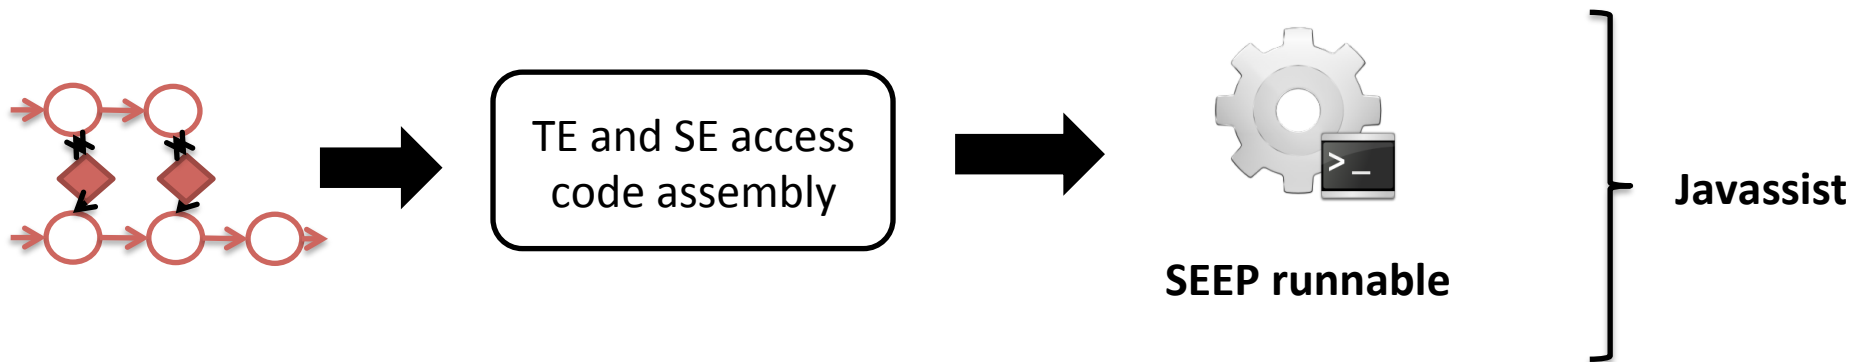 TE and SE access
code assembly
>_
SEEP runnable
Javassist